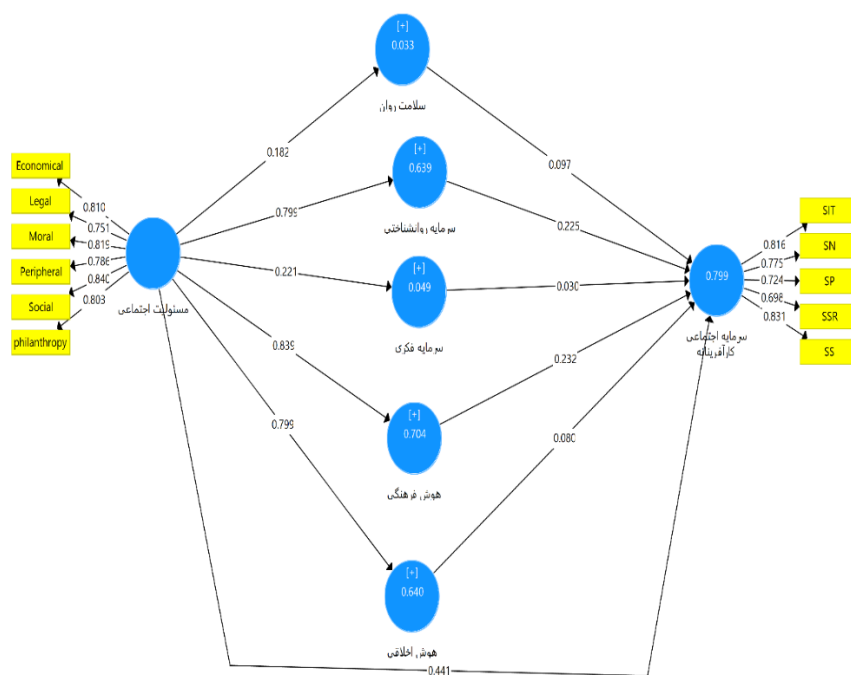 [+]
0.033
سلامت روان
0.182
0.097
Economical
Legal
Moral
Peripheral
Social
philanthropy
0.810
0.751
0.819
0.786
0.840
0.803
مسئولیت اجتماعی
[+]
0.639
سرمایه روانشناختی
0.799
0.225
[+]
0.049
سرمایه فکری
0.221
0.030
[+]
0.704
هوش فرهنگی
0.839
0.232
[+]
0.640
هوش اخلاقی
0.799
0.080
0.799
سرمایه اجتماعی
کارآفرینانه
0.816
0.775
0.724
0.698
0.831
SIT
SN
SP
SSR
SS
0.441